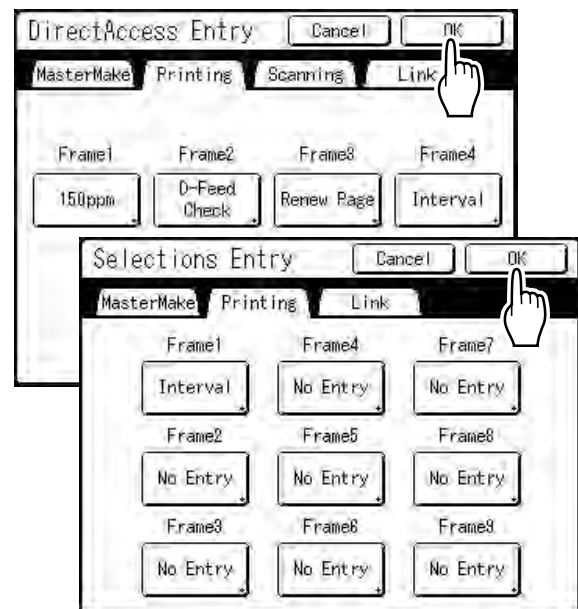 DirectAccess Entry Cancel OK
MasterMake Printing Scanning Link
Frame1 Frame2 Frame3 Frame4
150ppm D-Feed Check Renew Page Interval
Selections Entry Cancel OK
MasterMake Printing Link
Frame1 Frame4 Frame7
Interval No Entry No Entry
Frame2 Frame5 Frame8
No Entry No Entry No Entry
Frame3 Frame6 Frame9
No Entry No Entry No Entry